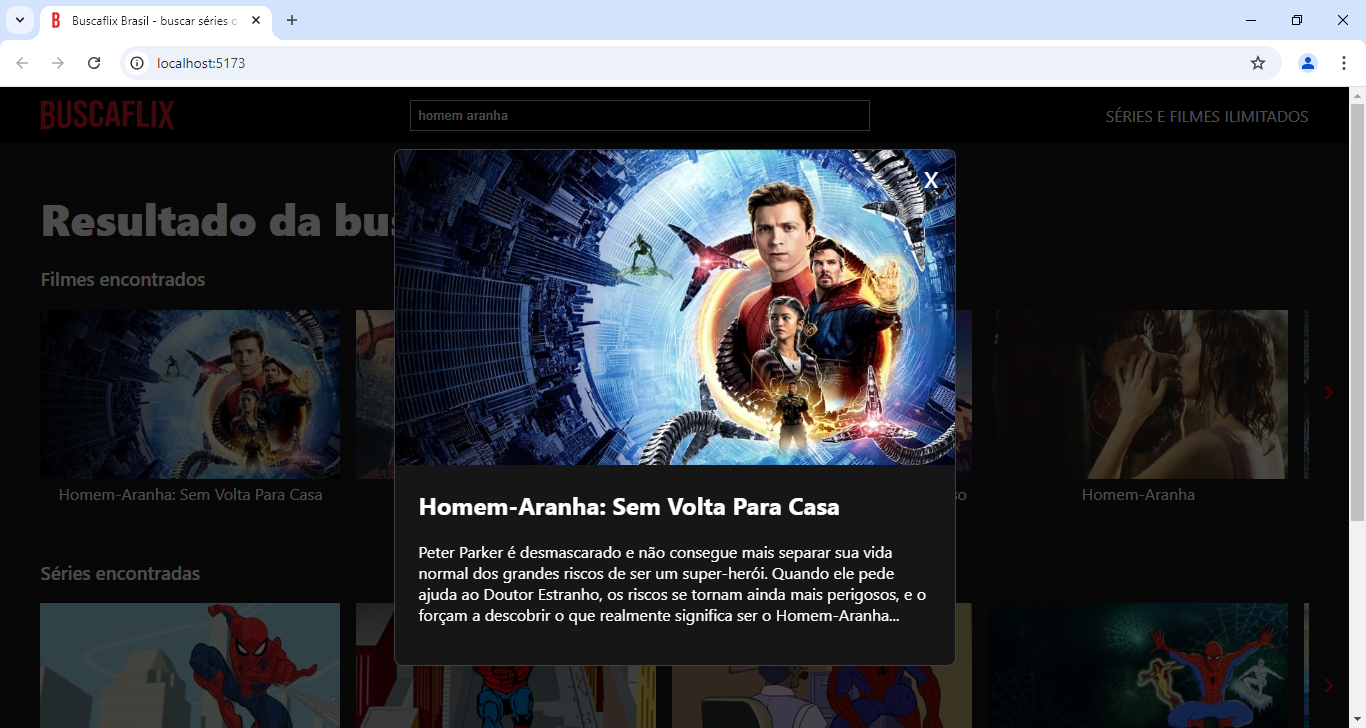 Buscaflix Brasil - buscar séries
localhost:5173
BUSCAFLIX
homem aranha
SÉRIES E FILMES ILIMITADOS
X
Resultado da bus
Filmes encontrados
Homem-Aranha: Sem Volta Para Casa
so
Homem-Aranha
Homem-Aranha: Sem Volta Para Casa
Peter Parker é desmascarado e não consegue mais separar sua vida
normal dos grandes riscos de ser um super-herói. Quando ele pede
ajuda ao Doutor Estranho, os riscos se tornam ainda mais perigosos, e o
forçam a descobrir o que realmente significa ser o Homem-Aranha...
Séries encontradas